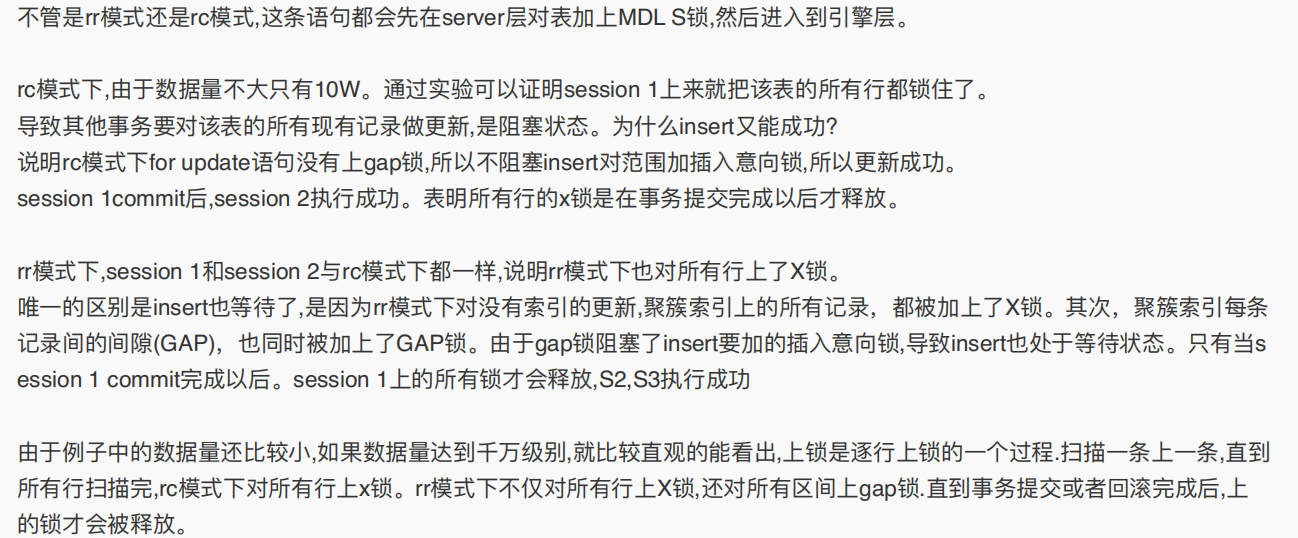 不管是rr模式还是rc模式,这条语句都会先在server层对表加上MDL S锁,然后进入到引擎层。
rc模式下,由于数据量不大只有10W。通过实验可以证明session 1上来就把该表的所有行都锁住了。
导致其他事务要对该表的所有现有记录做更新,是阻塞状态。为什么insert又能成功?
说明rc模式下for update语句没有上gap锁,所以不阻塞insert对范围加插入意向锁,所以更新成功。
session 1commit后,session 2执行成功。表明所有行的x锁是在事务提交完成以后才释放。
rr模式下,session 1和session 2与rc模式下都一样,说明rr模式下也对所有行上了X锁。
唯一的区别是insert也等待了,是因为rr模式下对没有索引的更新,聚簇索引上的所有记录，都被加上了X锁。其次，聚簇索引每条
记录间的间隙(GAP)，也同时被加上了GAP锁。由于gap锁阻塞了insert要加的插入意向锁,导致insert也处于等待状态。只有当s
ession 1 commit完成以后。session 1上的所有锁才会释放,S2,S3执行成功
由于例子中的数据量还比较小,如果数据量达到千万级别,就比较直观的能看出,上锁是逐行上锁的一个过程.扫描一条上一条,直到
所有行扫描完,rc模式下对所有行上x锁。rr模式下不仅对所有行上X锁,还对所有区间上gap锁.直到事务提交或者回滚完成后,上
的锁才会被释放。